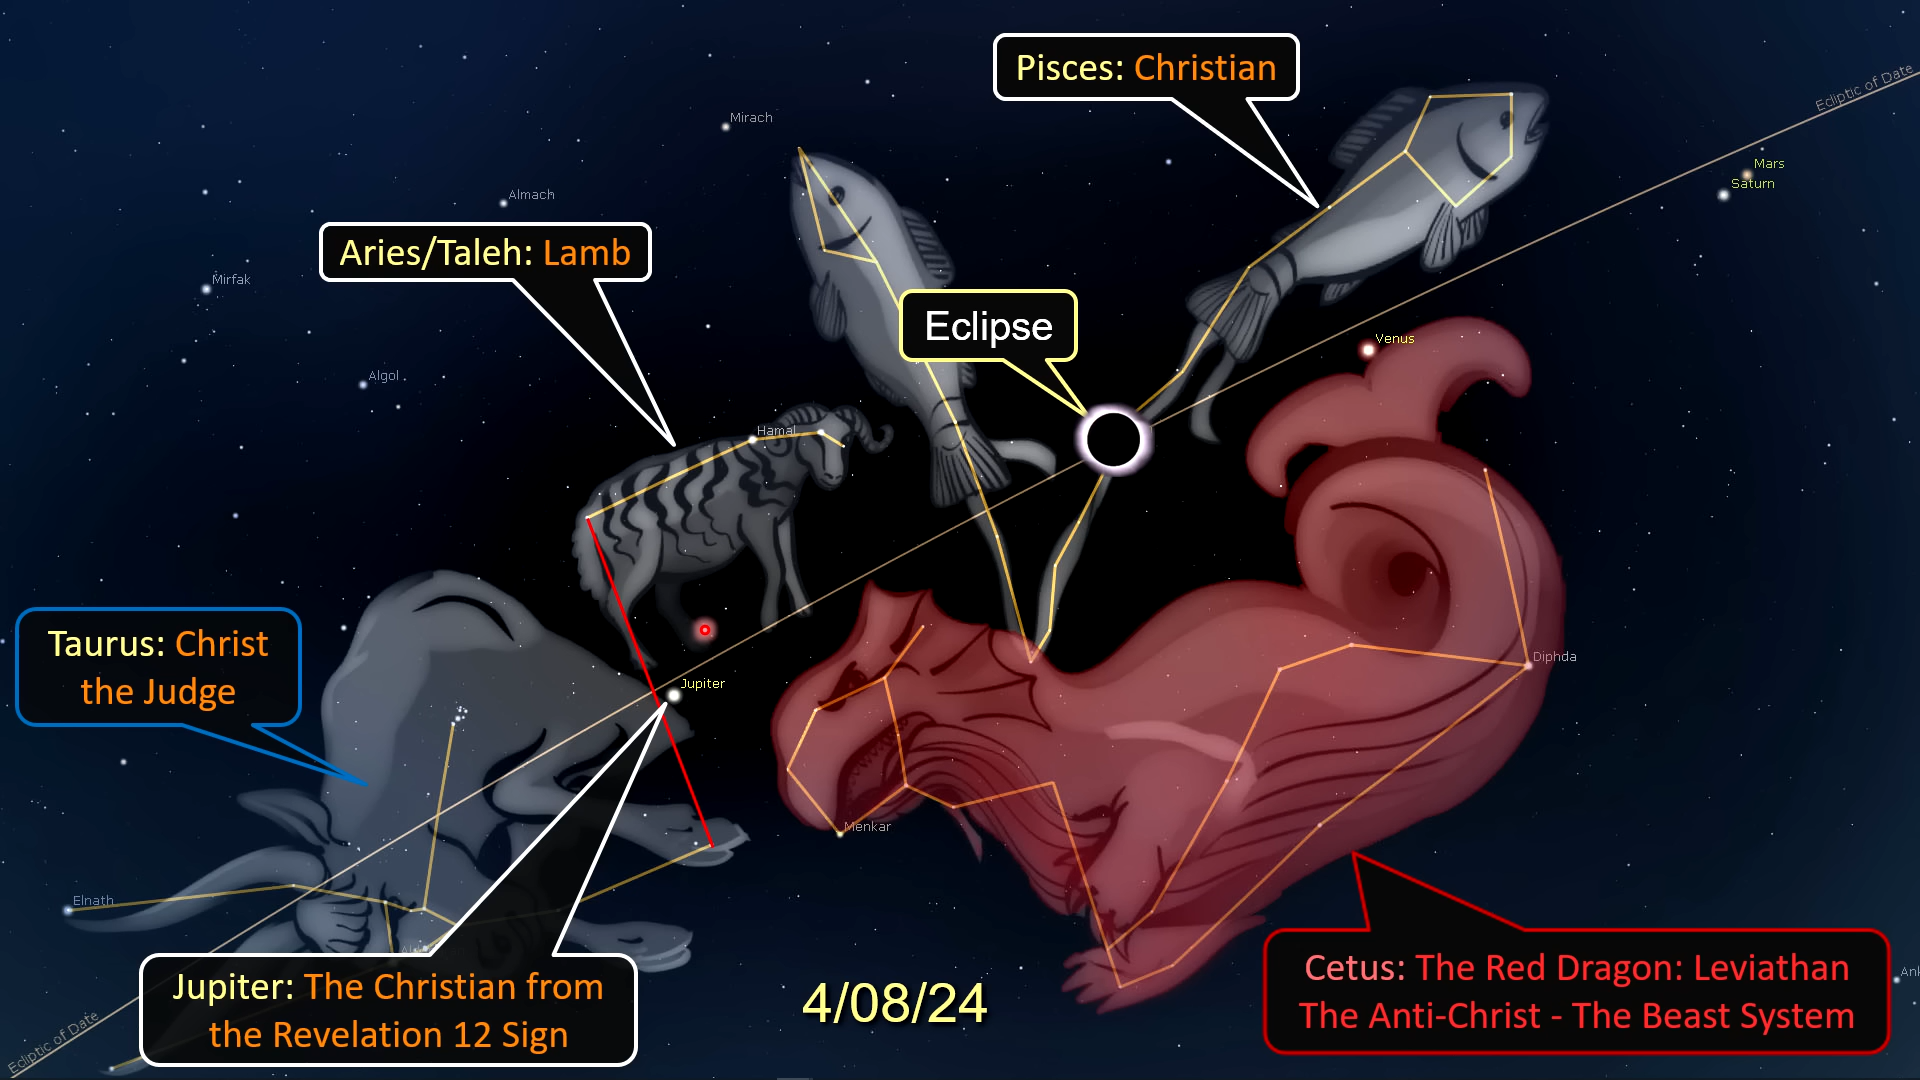 Pisces: Christian
Ecliptic of Date
Mirach
Mars
Saturn
Almach
Aries/Taleh: Lamb
Mirfak
Eclipse
Venus
Algol
Hamal
Taurus: Christ
the Judge
Jupiter
Diphda
Menkar
Elnath
Jupiter: The Christian from
the Revelation 12 Sign
4/08/24
Cetus: The Red Dragon: Leviathan
The Anti-Christ - The Beast System
Ecliptic of Date